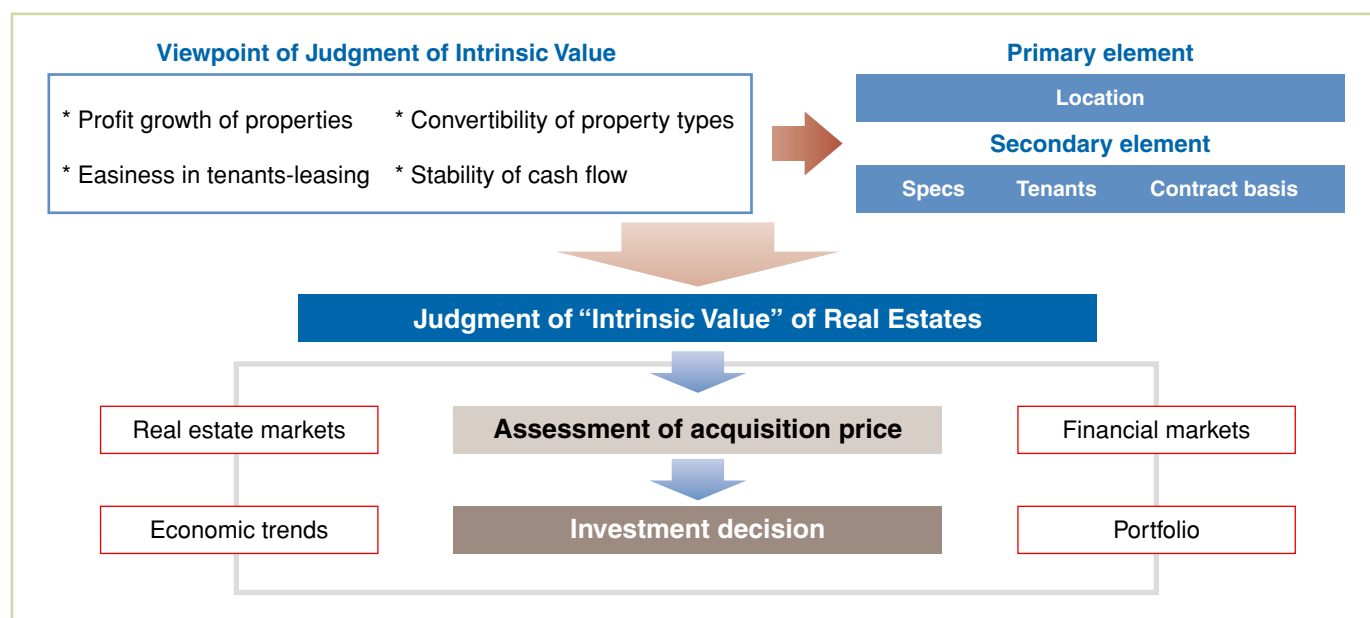 Viewpoint of Judgment of Intrinsic Value
* Profit growth of properties
* Convertibility of property types
* Easiness in tenants-leasing
* Stability of cash flow
Primary element
Location
Secondary element
Specs Tenants Contract basis
Judgment of “Intrinsic Value” of Real Estates
Real estate markets
Assessment of acquisition price
Financial markets
Economic trends
Investment decision
Portfolio